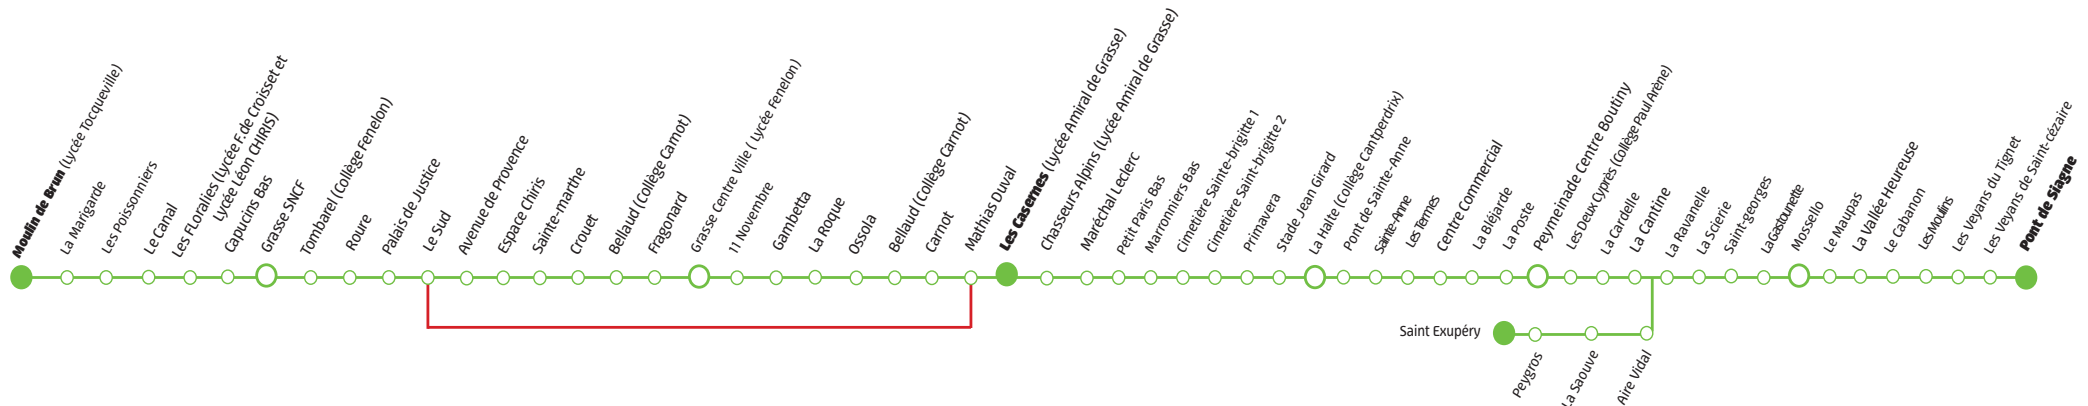 Moulin de Brun (Lycée Tocqueville)
La Marigarde
Les Poissonniers
Le Canal
Les FLoralies (Lycée F.de Croisset et
Lycée Léon CHIRIS)
Capucins Bas
Grasse SNCF
Tombarel (Collège Fenelon)
Roure
Palais de Justice
Le Sud
Avenue de Provence
Espace Chiris
Sainte-marthe
Crouet
Bellaud (Collège Carnot)
Fragonard
Grasse Centre Ville ( Lycée Fenelon)
11 Novembre
Gambetta
La Roque
Ossola
Bellaud (Collège Carnot)
Carnot
Mathias Duval
Les Casernes (Lycée Amiral de Grasse)
Chasseurs Alpins (Lycée Amiral de Grasse)
Maréchal Leclerc
Petit Paris Bas
Marronniers Bas
Cimetière Sainte-brigitte 1
Cimetière Saint-brigitte 2
Primavera
Stade Jean Girard
La Halte (Collège Cantperdrix)
Pont de Sainte-Anne
Sainte-Anne
Les Termes
Centre Commercial
La Bléjarde
La Poste
Peymeinade Centre Boutiny
Les Deux Cyprès (Collège Paul Arène)
La Cardelle
La Cantine
La Ravanelle
La Scierie
Saint-georges
La Gastounette
Mossello
Le Maupas
La Vallée Heureuse
Le Cabanon
Les Moulins
Les Veyans du Tignet
Les Veyans de Saint-cézaire
Pont de Siagne
Saint Exupéry
Peygros
La Saouve
Aire Vidal